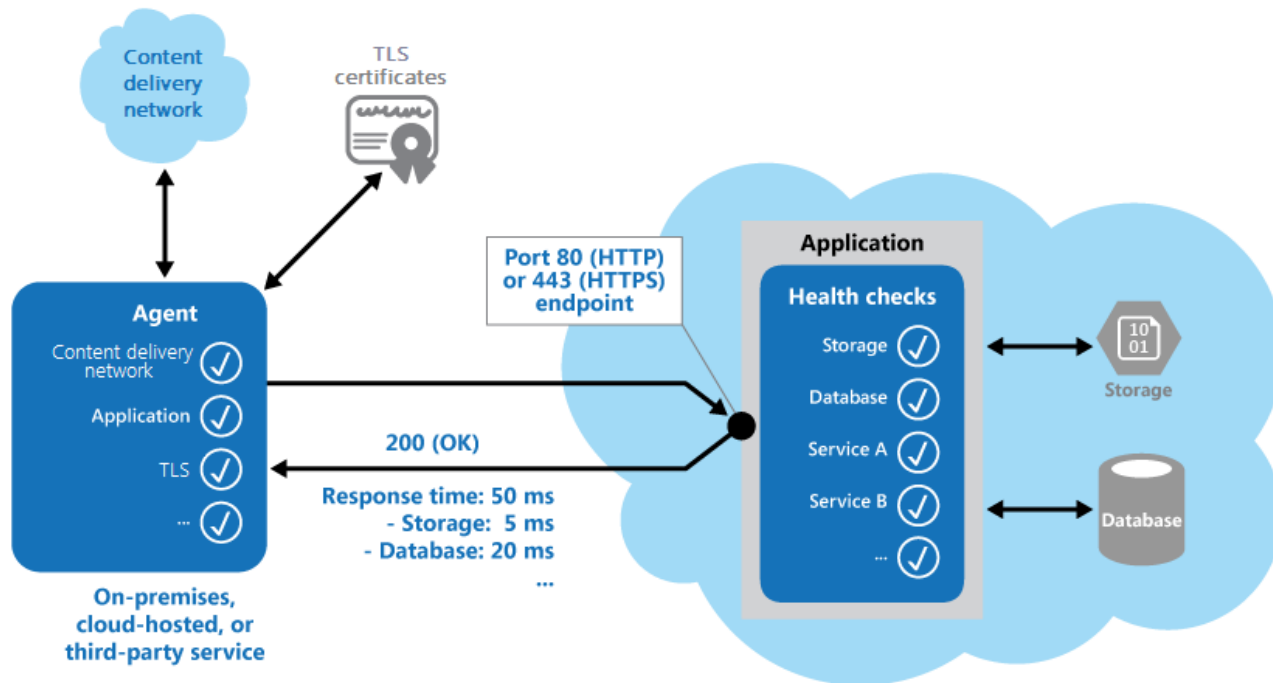 Content
delivery
network
TLS
certificates
Agent
Content delivery
network
Application
TLS
...
On-premises,
cloud-hosted, or
third-party service
200 (OK)
Response time: 50 ms
- Storage: 5 ms
- Database: 20 ms
...
Port 80 (HTTP)
or 443 (HTTPS)
endpoint
Application
Health checks
Storage
Database
Service A
Service B
...
10
01
Storage
Database